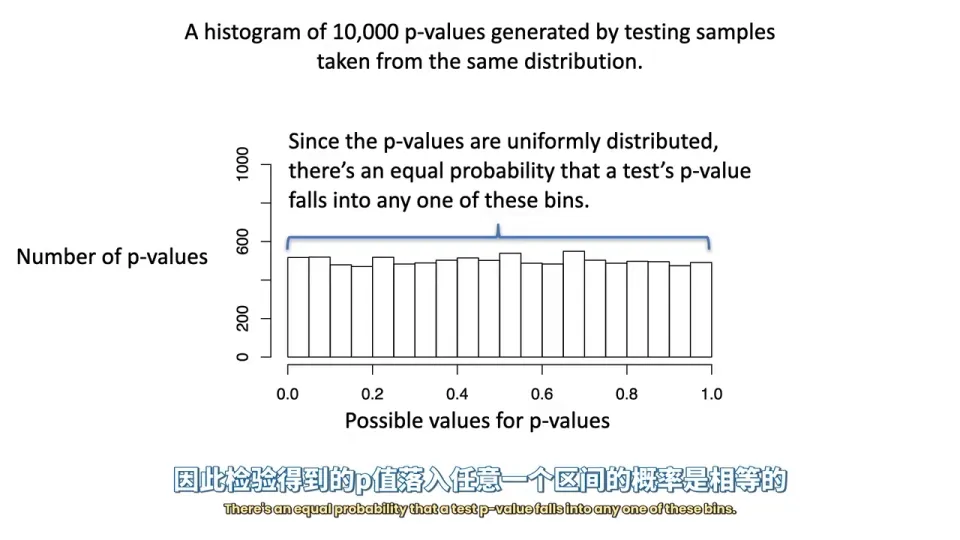 A histogram of 10,000 p-values generated by testing samples
taken from the same distribution.
Since the p-values are uniformly distributed,
there's an equal probability that a test's p-value
falls into any one of these bins.
Number of p-values
1000
600
200
0
0.0 0.2 0.4 0.6 0.8 1.0
Possible values for p-values
因此检验得到的p值落入任意一个区间的概率是相等的
There's an equal probability that a test p-value falls into any one of these bins.